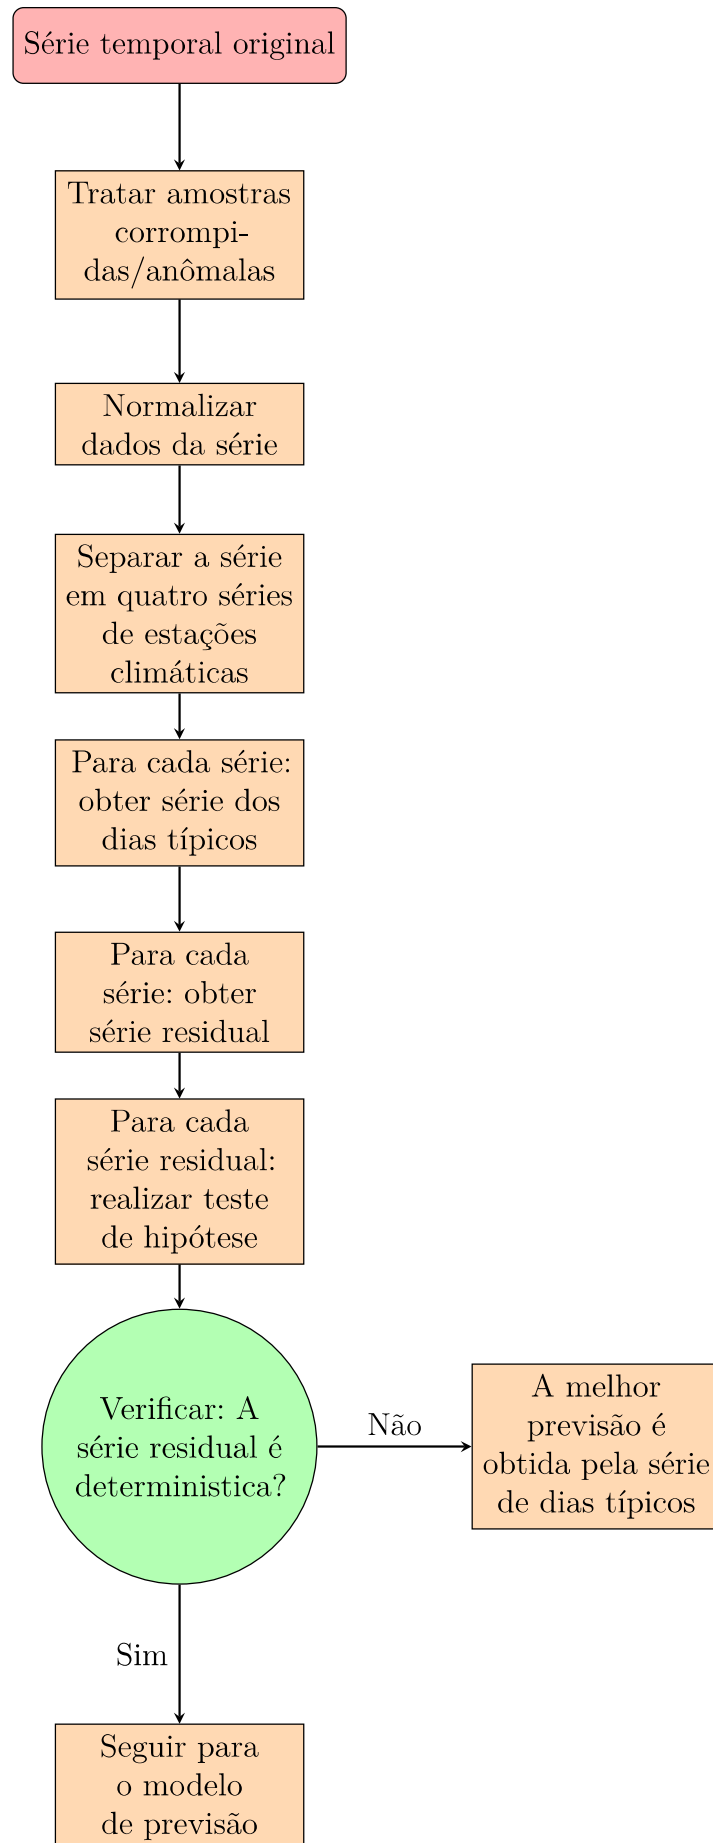 Série temporal original
Tratar amostras
corrompi-
das/anômalas
Normalizar
dados da série
Separar a série
em quatro séries
de estações
climáticas
Para cada série:
obter série dos
dias típicos
Para cada
série: obter
série residual
Para cada
série residual:
realizar teste
de hipótese
Verificar: A
série residual é
deterministica?
Não
A melhor
previsão é
obtida pela série
de dias típicos
Sim
Seguir para
o modelo
de previsão